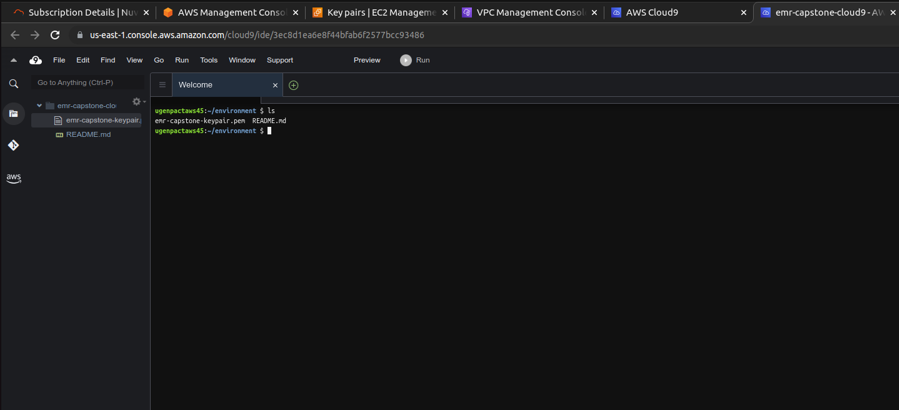 Subscription Details | Nuv
AWS Management Consol
Key pairs | EC2 Manageme
VPC Management Consol
AWS Cloud9
emr-capstone-cloud9 - AW
us-east-1.console.aws.amazon.com/cloud9/ide/3ec8d1ea6e8f44bfab6f2577bcc93486
File Edit Find View Go Run Tools Window Support Preview Run
Go to Anything (Ctrl-P)
Welcome
emr-capstone-clo
emr-capstone-keypair.
README.md
aws
ugenpactaws45:~/environment $ ls
emr-capstone-keypair.pem README.md
ugenpactaws45:~/environment $